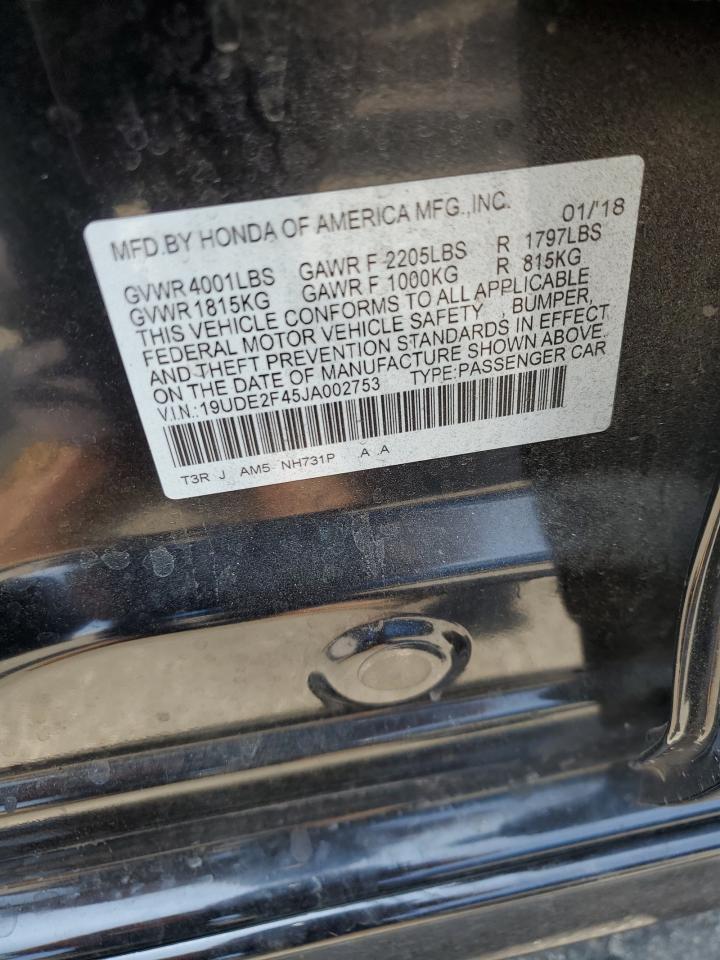 MFD.BY HONDA OF AMERICA MFG.,INC. 01/'18
GVWR 4001LBS GAWR F 2205LBS R 1797LBS
GVWR 1815KG GAWR F 1000KG R 815KG
THIS VEHICLE CONFORMS TO ALL APPLICABLE
FEDERAL MOTOR VEHICLE SAFETY , BUMPER,
AND THEFT PREVENTION STANDARDS IN EFFECT
ON THE DATE OF MANUFACTURE SHOWN ABOVE.
V.I.N.: 19UDE2F45JA002753 TYPE:PASSENGER CAR
T3R J AM5 NH731P A .A